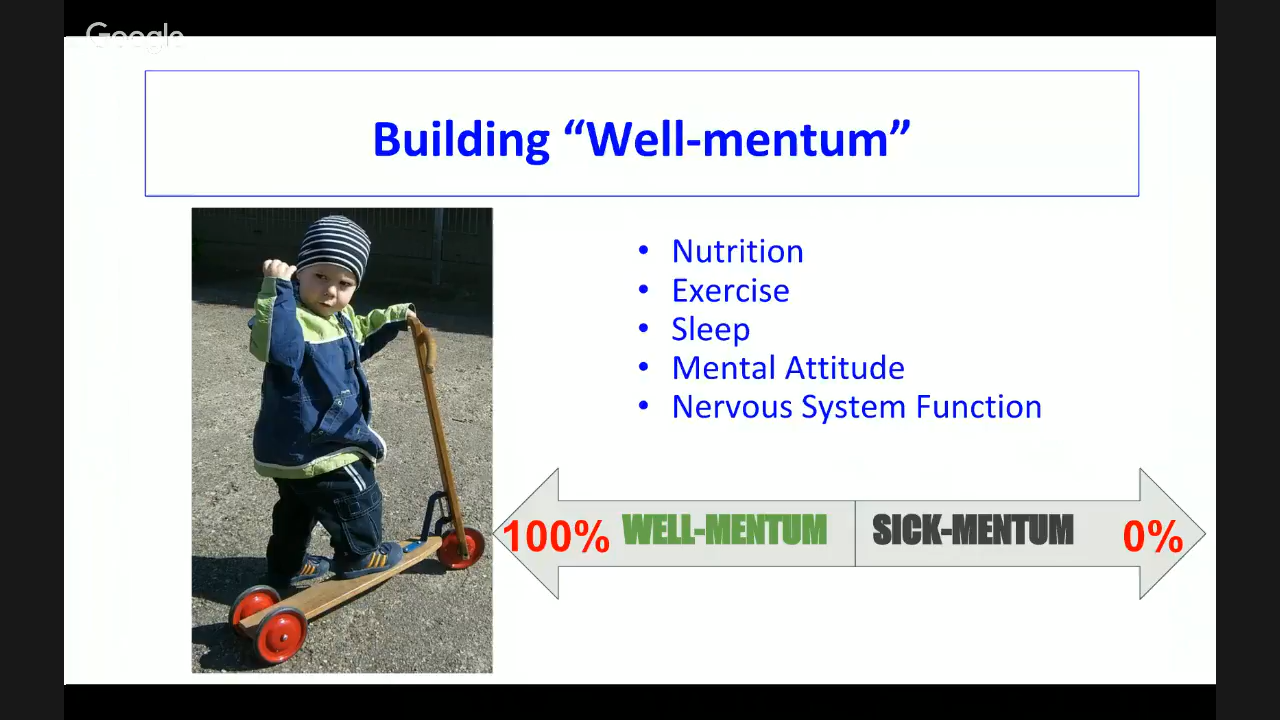 Google
Building “Well-mentum”
• Nutrition
• Exercise
• Sleep
• Mental Attitude
• Nervous System Function
100% WELL-MENTUM SICK-MENTUM 0%